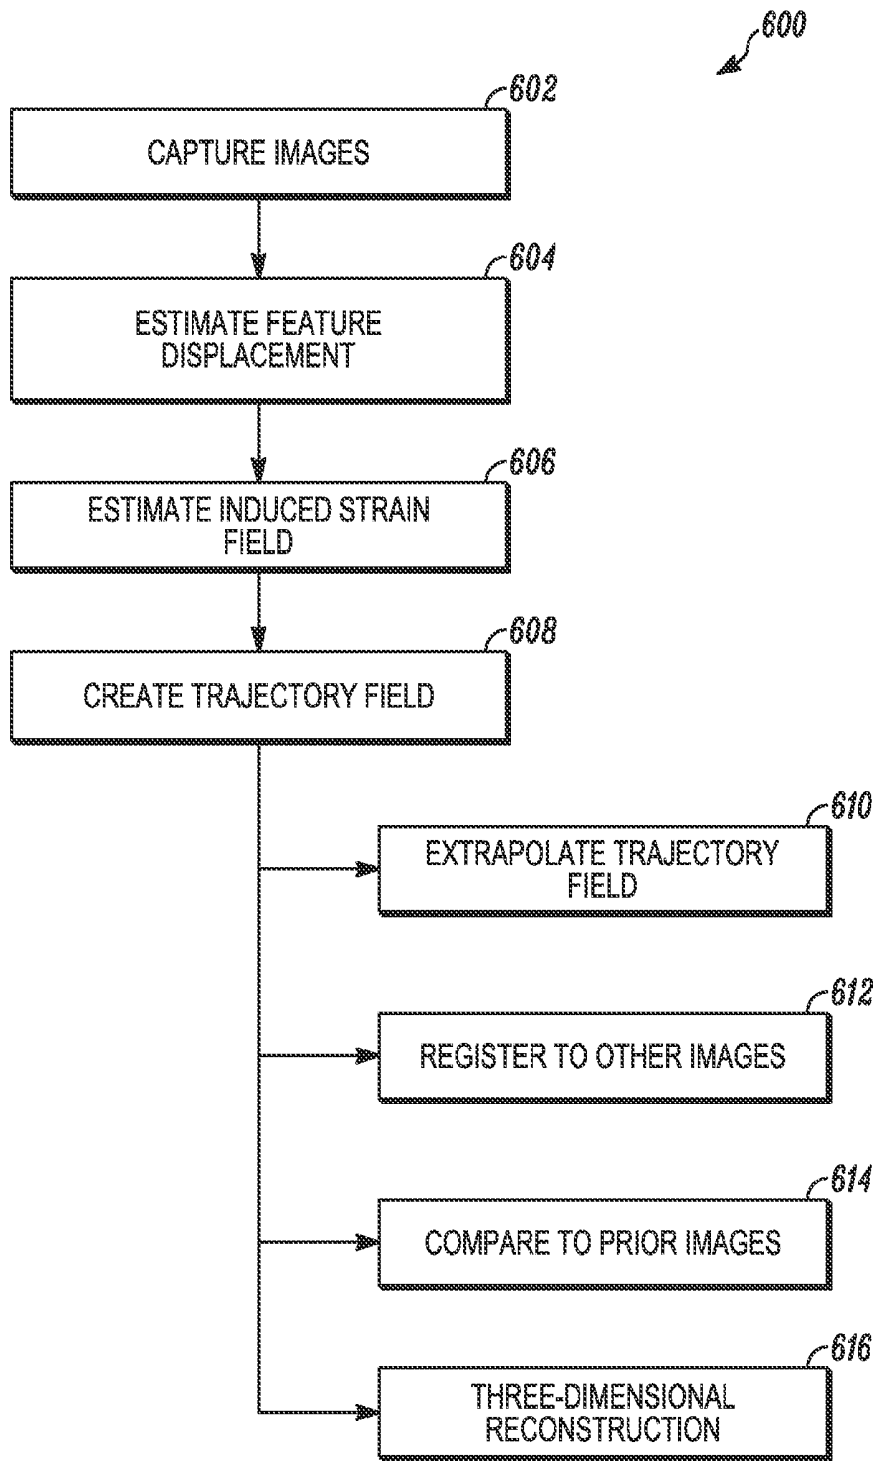 600
602
CAPTURE IMAGES
604
ESTIMATE FEATURE
DISPLACEMENT
606
ESTIMATE INDUCED STRAIN
FIELD
608
CREATE TRAJECTORY FIELD
610
EXTRAPOLATE TRAJECTORY
FIELD
612
REGISTER TO OTHER IMAGES
614
COMPARE TO PRIOR IMAGES
616
THREE-DIMENSIONAL
RECONSTRUCTION